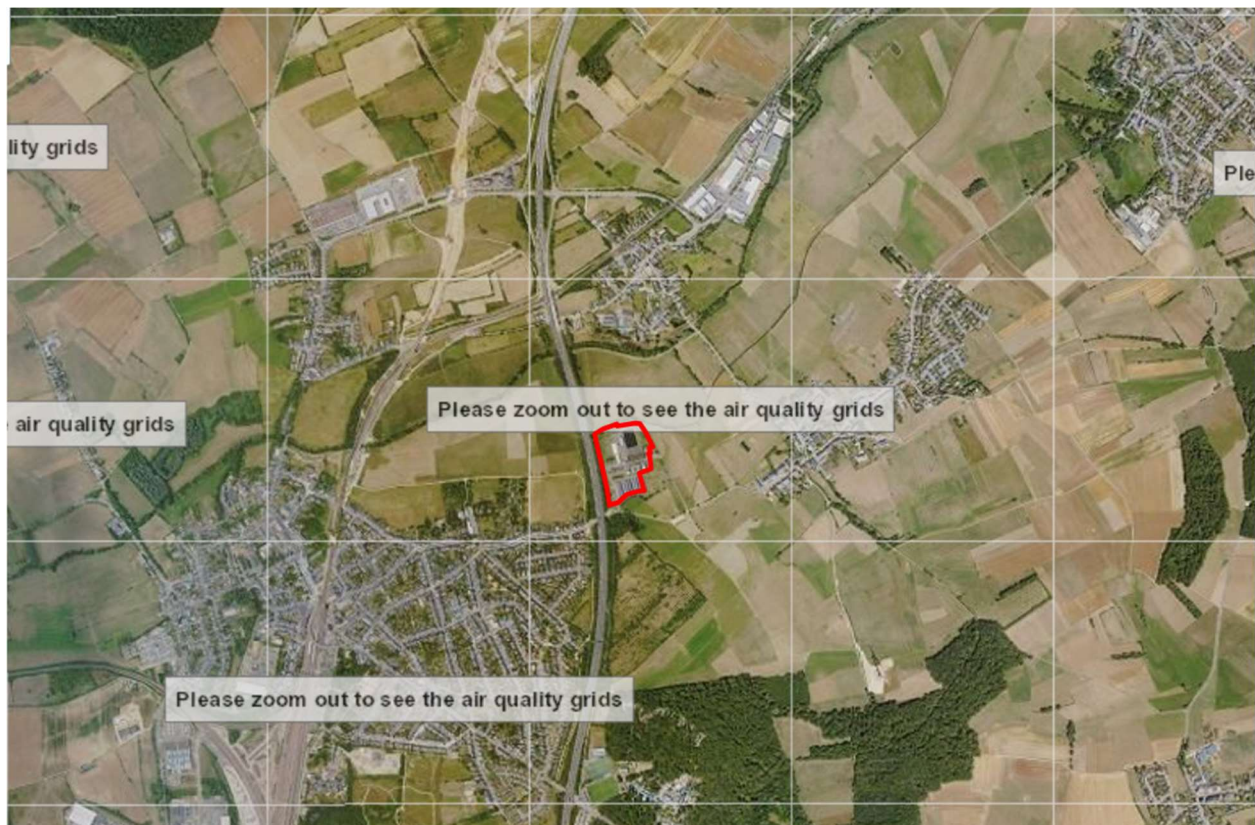 lity grids
Ple
Please zoom out to see the air quality grids
air quality grids
Please zoom out to see the air quality grids